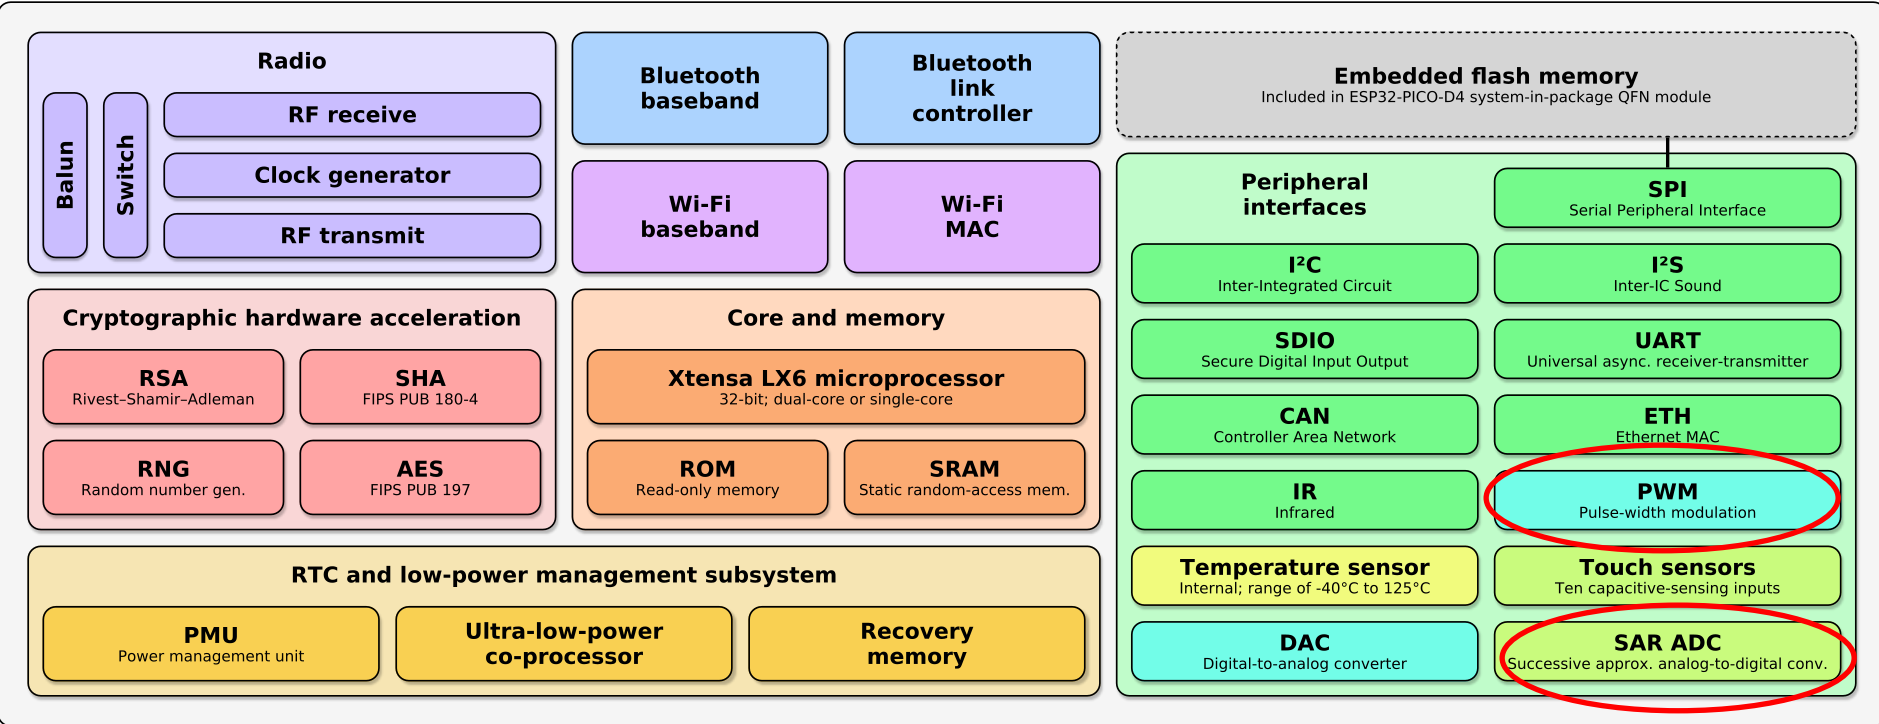 Radio
Balun
Switch
RF receive
Clock generator
RF transmit
Bluetooth
baseband
Bluetooth
link
controller
Wi-Fi
baseband
Wi-Fi
MAC
Embedded flash memory
Included in ESP32-PICO-D4 system-in-package QFN module
Cryptographic hardware acceleration
RSA
Rivest–Shamir–Adleman
SHA
FIPS PUB 180-4
RNG
Random number gen.
AES
FIPS PUB 197
Core and memory
Xtensa LX6 microprocessor
32-bit; dual-core or single-core
ROM
Read-only memory
SRAM
Static random-access mem.
RTC and low-power management subsystem
PMU
Power management unit
Ultra-low-power
co-processor
Recovery
memory
Peripheral
interfaces
SPI
Serial Peripheral Interface
I²C
Inter-Integrated Circuit
I²S
Inter-IC Sound
SDIO
Secure Digital Input Output
UART
Universal async. receiver-transmitter
CAN
Controller Area Network
ETH
Ethernet MAC
IR
Infrared
PWM
Pulse-width modulation
Temperature sensor
Internal; range of -40°C to 125°C
Touch sensors
Ten capacitive-sensing inputs
DAC
Digital-to-analog converter
SAR ADC
Successive approx. analog-to-digital conv.